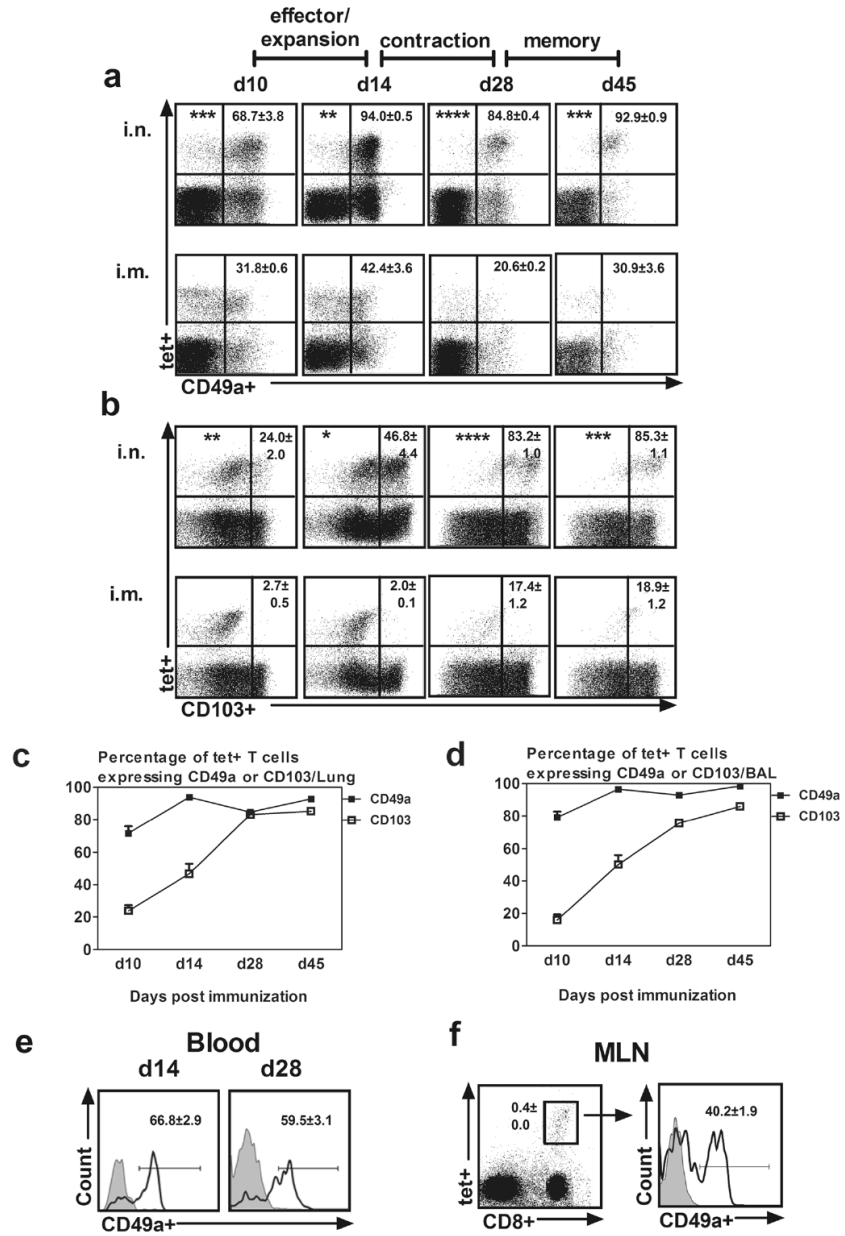 effector/
expansion contraction memory
a
d10 d14 d28 d45
i.n.
*** 68.7±3.8 ** 94.0±0.5 **** 84.8±0.4 *** 92.9±0.9
i.m.
31.8±0.6 42.4±3.6 20.6±0.2 30.9±3.6
tet+
CD49a+
b
i.n.
** 24.0± * 46.8± **** 83.2± *** 85.3±
2.0 4.4 1.0 1.1
i.m.
2.7± 2.0± 17.4± 18.9±
0.5 0.1 1.2 1.2
tet+
CD103+
c
Percentage of tet+ T cells
expressing CD49a or CD103/Lung
100
80
60
40
20
0
CD49a
CD103
d10 d14 d28 d45
Days post immunization
d
Percentage of tet+ T cells
expressing CD49a or CD103/BAL
100
80
60
40
20
0
CD49a
CD103
d10 d14 d28 d45
Days post immunization
e
Blood
d14 d28
66.8±2.9 59.5±3.1
Count
CD49a+
f
MLN
0.4±
0.0
tet+
CD8+
40.2±1.9
Count
CD49a+